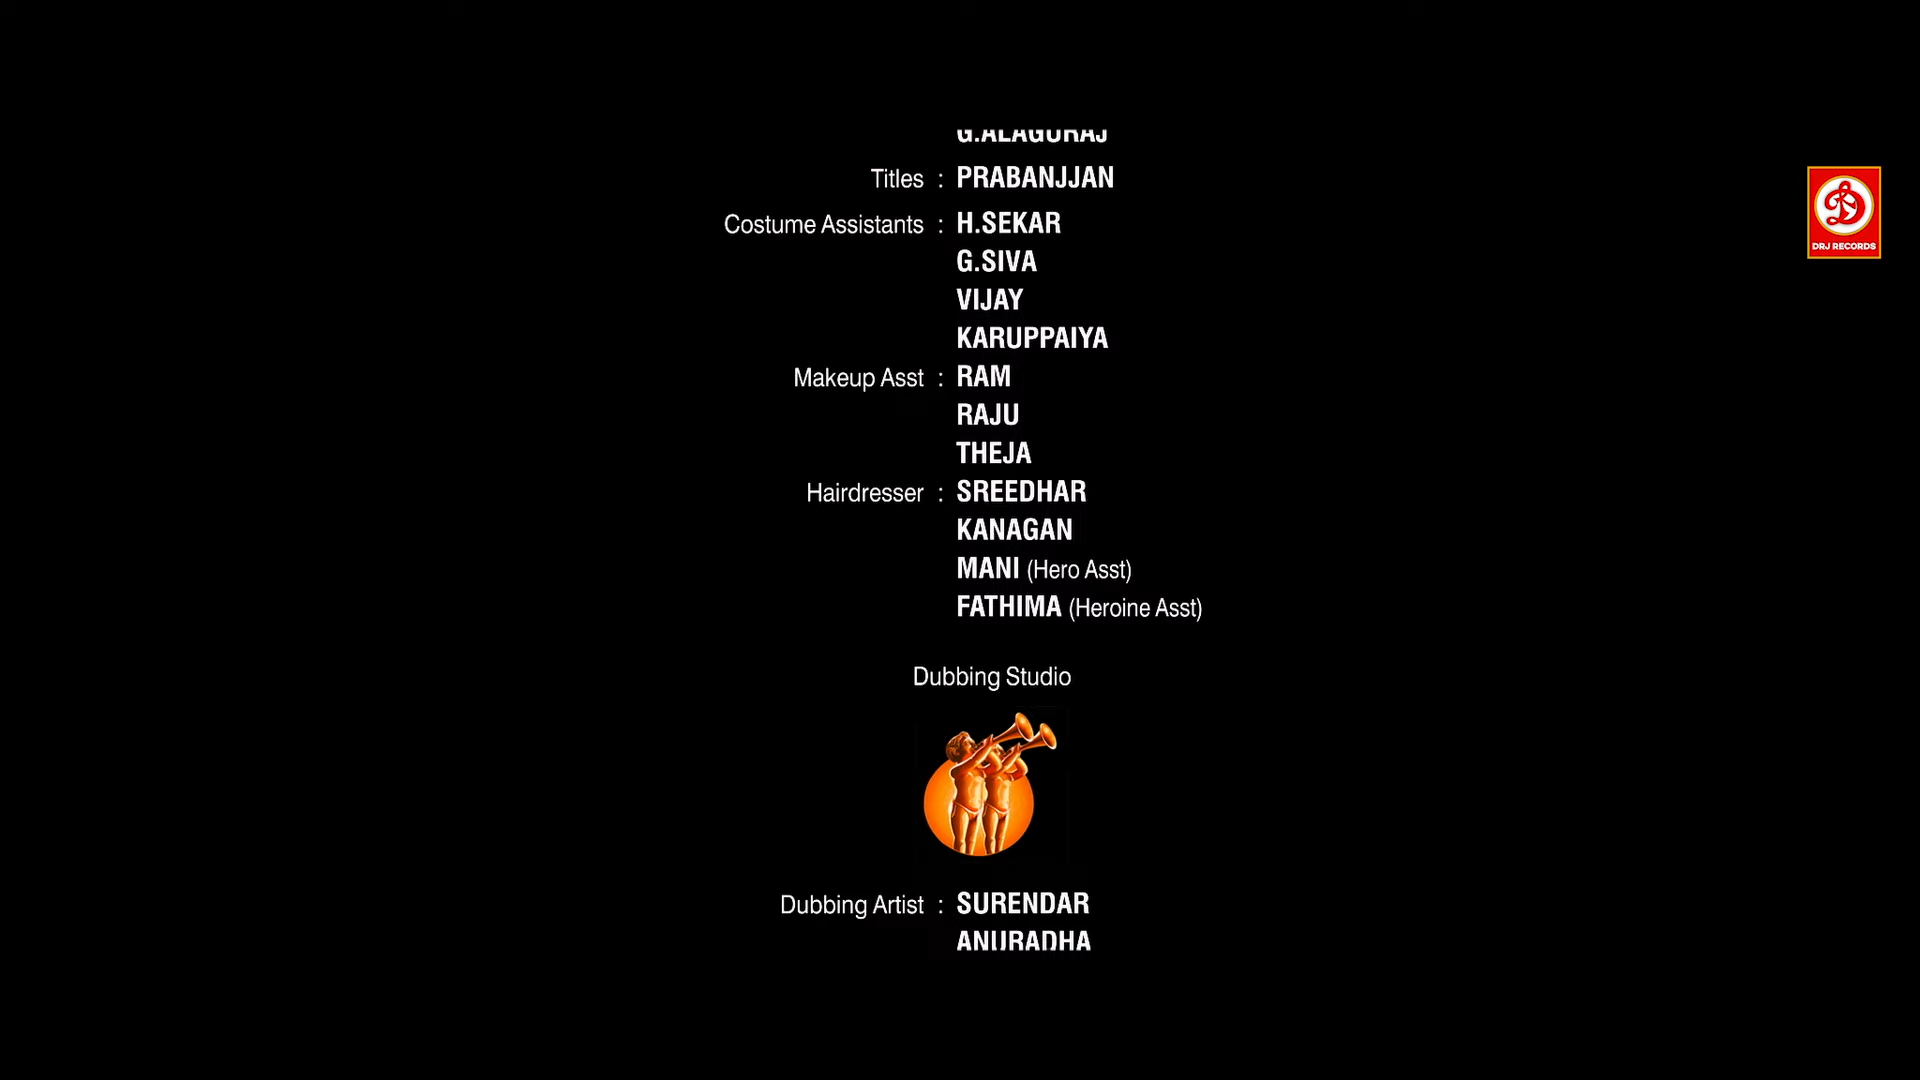 G.ALAGURAJ
Titles : PRABANJJAN
Costume Assistants : H.SEKAR
G.SIVA
VIJAY
KARUPPAIYA
Makeup Asst : RAM
RAJU
THEJA
Hairdresser : SREEDHAR
KANAGAN
MANI (Hero Asst)
FATHIMA (Heroine Asst)
Dubbing Studio
Dubbing Artist : SURENDAR
ANURADHA
DRJ RECORDS